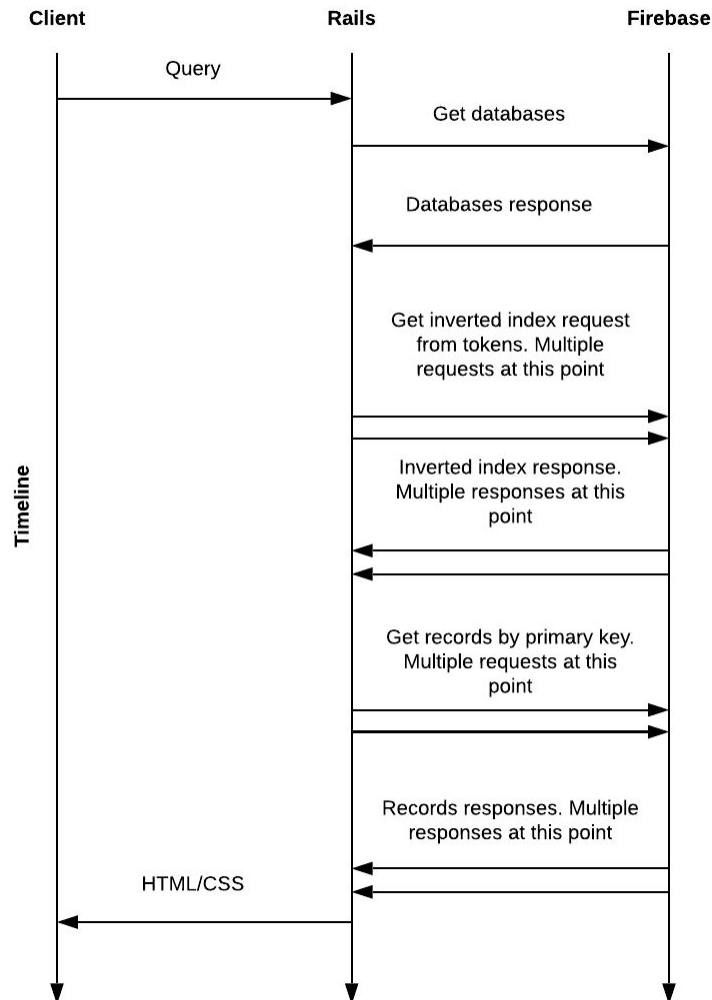 Client
Rails
Firebase
Query
Get databases
Databases response
Get inverted index request
from tokens. Multiple
requests at this point
Timeline
Inverted index response.
Multiple responses at this
point
Get records by primary key.
Multiple requests at this
point
Records responses. Multiple
responses at this point
HTML/CSS